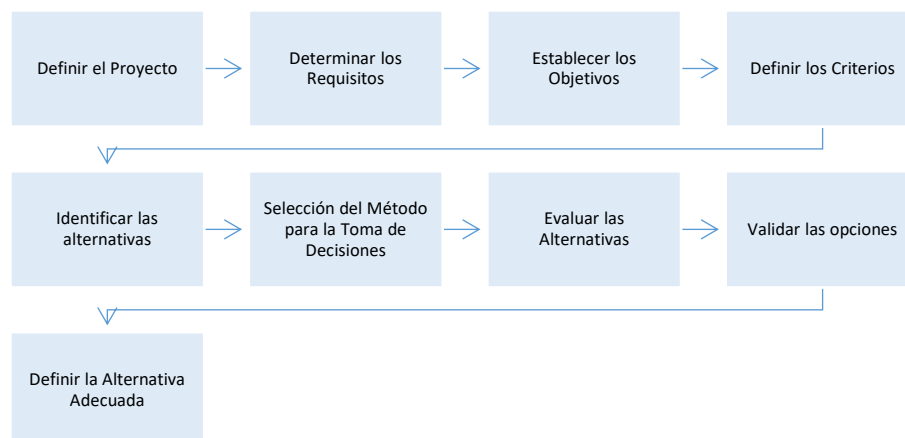 Definir el Proyecto
Determinar los
Requisitos
Establecer los
Objetivos
Definir los Criterios
Identificar las
alternativas
Selección del Método
para la Toma de
Decisiones
Evaluar las
Alternativas
Validar las opciones
Definir la Alternativa
Adecuada